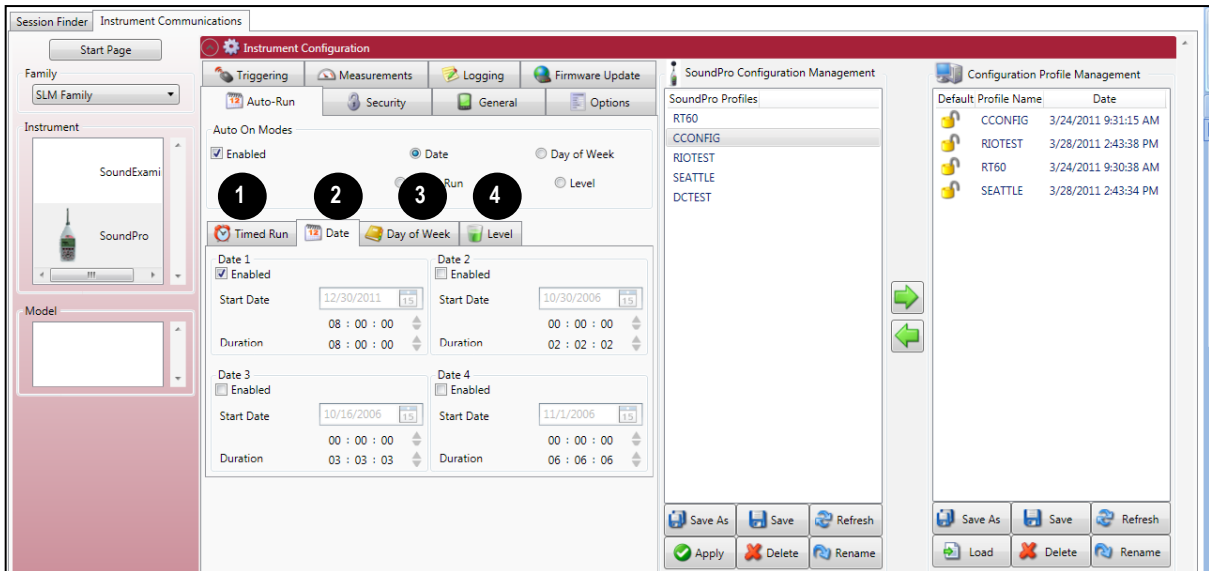 Session Finder Instrument Communications
Start Page
Family
SLM Family
Instrument
SoundExami
SoundPro
Model
Instrument Configuration
Triggering Measurements Logging Firmware Update
12 Auto-Run Security General Options
Auto On Modes
Enabled Date Day of Week
Run Level
1 2 3 4
Timed Run 12 Date Day of Week Level
Date 1
Enabled
Start Date 12/30/2011 15
08 : 00 : 00
Duration 08 : 00 : 00
Date 2
Enabled
Start Date 10/30/2006 15
00 : 00 : 00
Duration 02 : 02 : 02
Date 3
Enabled
Start Date 10/16/2006 15
00 : 00 : 00
Duration 03 : 03 : 03
Date 4
Enabled
Start Date 11/1/2006 15
00 : 00 : 00
Duration 06 : 06 : 06
SoundPro Configuration Management
SoundPro Profiles
RT60
CCONFIG
RIOTEST
SEATTLE
DCTEST
Save As Save Refresh
Apply Delete Rename
Configuration Profile Management
Default Profile Name Date
CCONFIG 3/24/2011 9:31:15 AM
RIOTEST 3/28/2011 2:43:38 PM
RT60 3/24/2011 9:30:38 AM
SEATTLE 3/28/2011 2:43:34 PM
Save As Save Refresh
Load Delete Rename